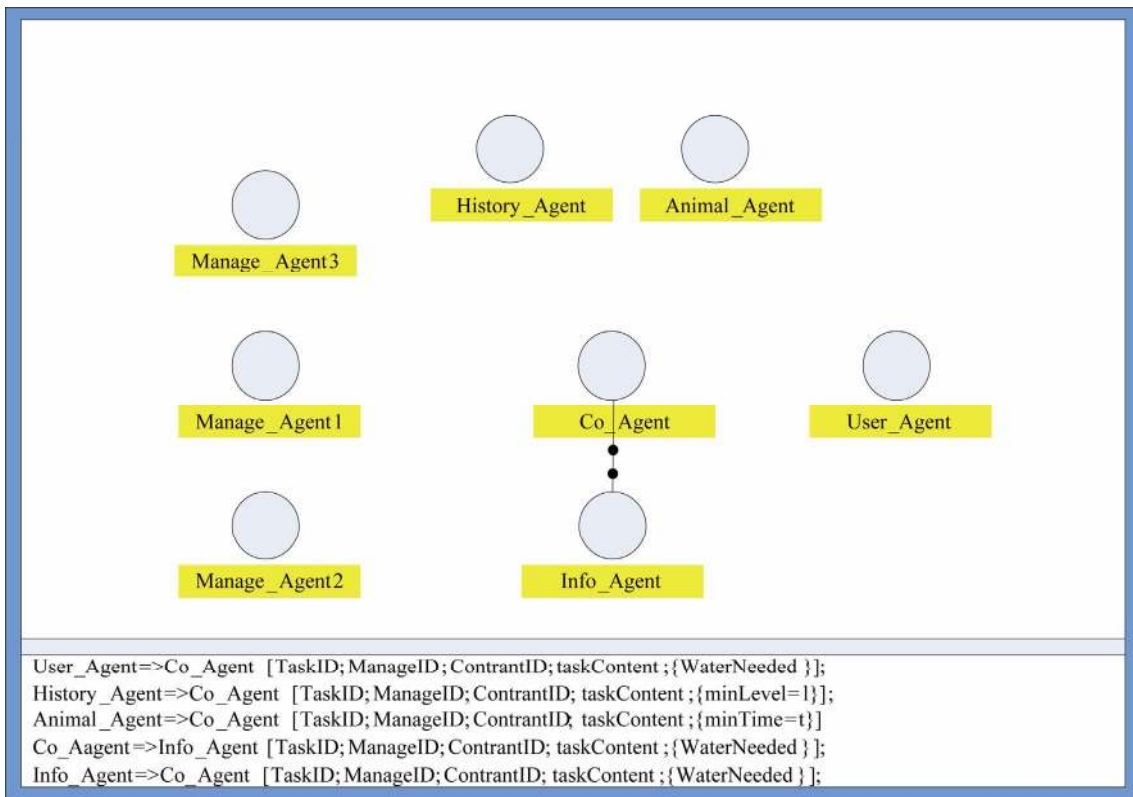 History_Agent
Animal_Agent
Manage_Agent3
Manage_Agent1
Co_Agent
User_Agent
Manage_Agent2
Info_Agent
User_Agent=>Co_Agent [TaskID; ManageID; ContrantID; taskContent ;{WaterNeeded }];
History_Agent=>Co_Agent [TaskID; ManageID; ContrantID; taskContent ;{minLevel=l}];
Animal_Agent=>Co_Agent [TaskID; ManageID; ContrantID; taskContent ;{minTime=t}]
Co_Aagent=>Info_Agent [TaskID; ManageID; ContrantID; taskContent ;{WaterNeeded }];
Info_Agent=>Co_Agent [TaskID; ManageID; ContrantID; taskContent ;{WaterNeeded }];